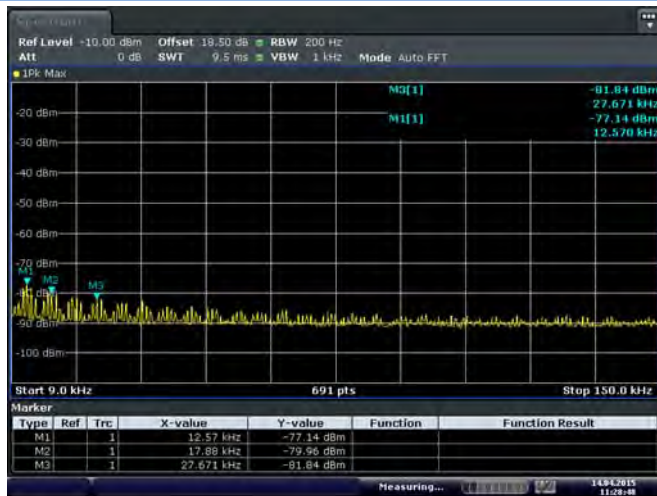 Spectrum
Ref Level -10.00 dBm Offset 18.50 dB RBW 200 Hz
Att 0 dB SWT 9.5 ms VBW 1 kHz Mode Auto FFT
1Pk Max
M3[1] -81.84 dBm
27.671 kHz
-20 dBm
M1[1] -77.14 dBm
12.570 kHz
-30 dBm
-40 dBm
-50 dBm
-60 dBm
-70 dBm
M1
M2
M3
-90 dBm
-100 dBm
Start 9.0 kHz 691 pts Stop 150.0 kHz
Marker
Type Ref Trc X-value Y-value Function Function Result
M1 1 12.57 kHz -77.14 dBm
M2 1 17.88 kHz -79.96 dBm
M3 1 27.671 kHz -81.84 dBm
Measuring... 14.04.2015
11:28:48